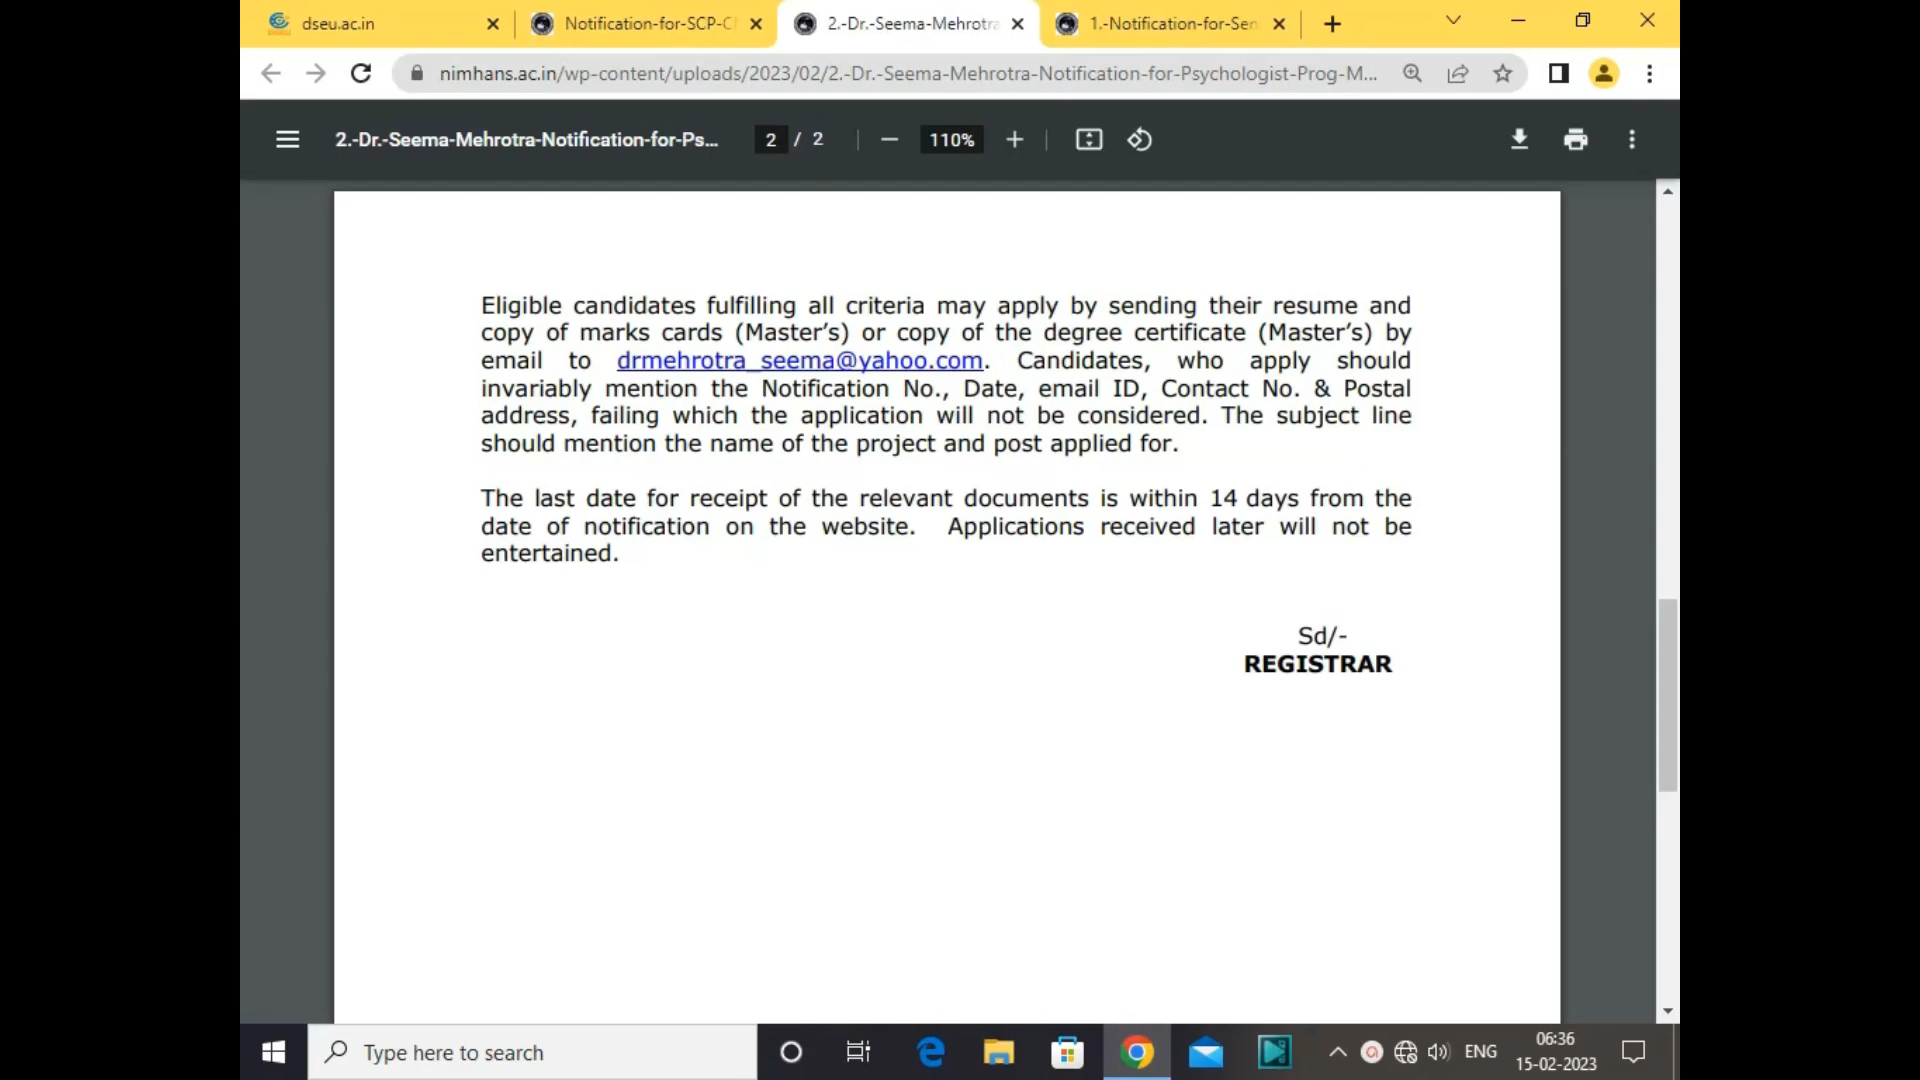 dseu.ac.in
Notification-for-SCP-C
2.-Dr.-Seema-Mehrotra
1.-Notification-for-Sen
nimhans.ac.in/wp-content/uploads/2023/02/2.-Dr.-Seema-Mehrotra-Notification-for-Psychologist-Prog-M...
2.-Dr.-Seema-Mehrotra-Notification-for-Ps...
2 / 2
110%
Eligible candidates fulfilling all criteria may apply by sending their resume and
copy of marks cards (Master’s) or copy of the degree certificate (Master’s) by
email to drmehrotra_seema@yahoo.com. Candidates, who apply should
invariably mention the Notification No., Date, email ID, Contact No. & Postal
address, failing which the application will not be considered. The subject line
should mention the name of the project and post applied for.
The last date for receipt of the relevant documents is within 14 days from the
date of notification on the website. Applications received later will not be
entertained.
Sd/-
REGISTRAR
Type here to search
ENG
06:36
15-02-2023